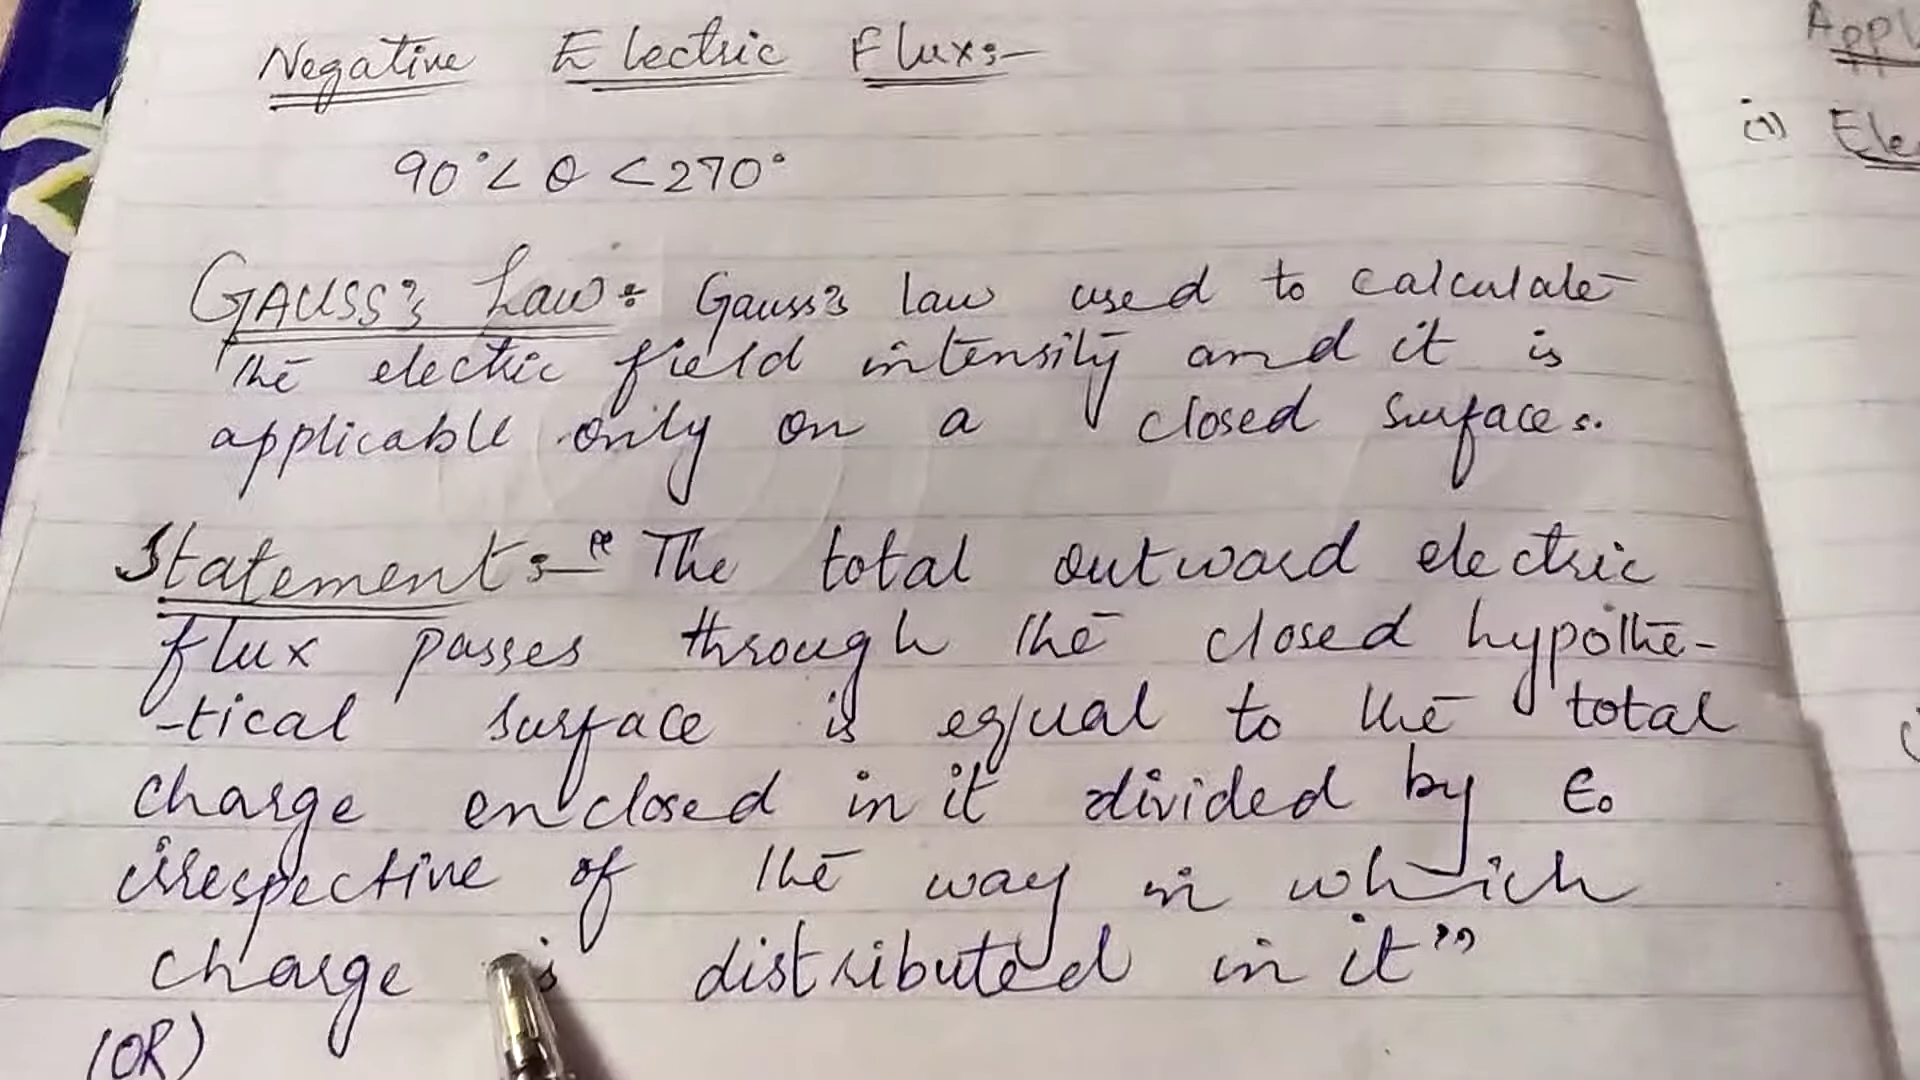 Negative Electric Flux:-
90° < θ < 270°
GAUSS's Law: Gauss's law used to calculate
the electric field intensity and it is
applicable only on a closed surfaces.
Statement:- "The total outward electric
flux passes through the closed hypothe-
-tical surface is equal to the total
charge enclosed in it divided by ε₀
irrespective of the way in which
charge is distributed in it"
(OR)
(i)